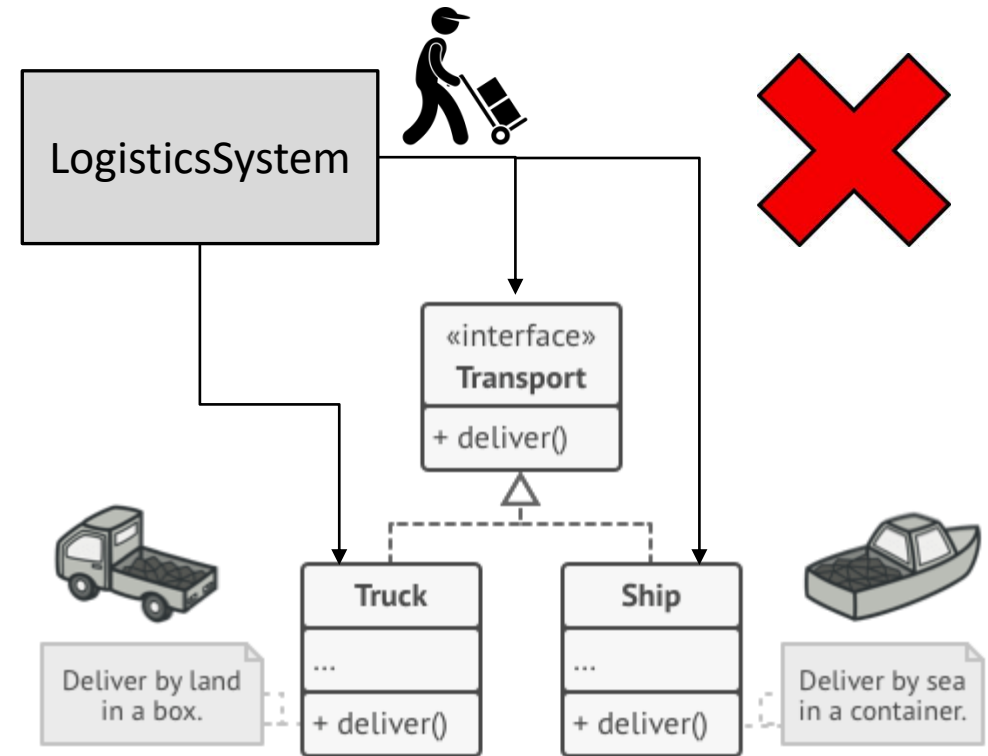 LogisticsSystem
«interface»
Transport
+ deliver()
Truck
...
+ deliver()
Ship
...
+ deliver()
Deliver by land
in a box.
Deliver by sea
in a container.